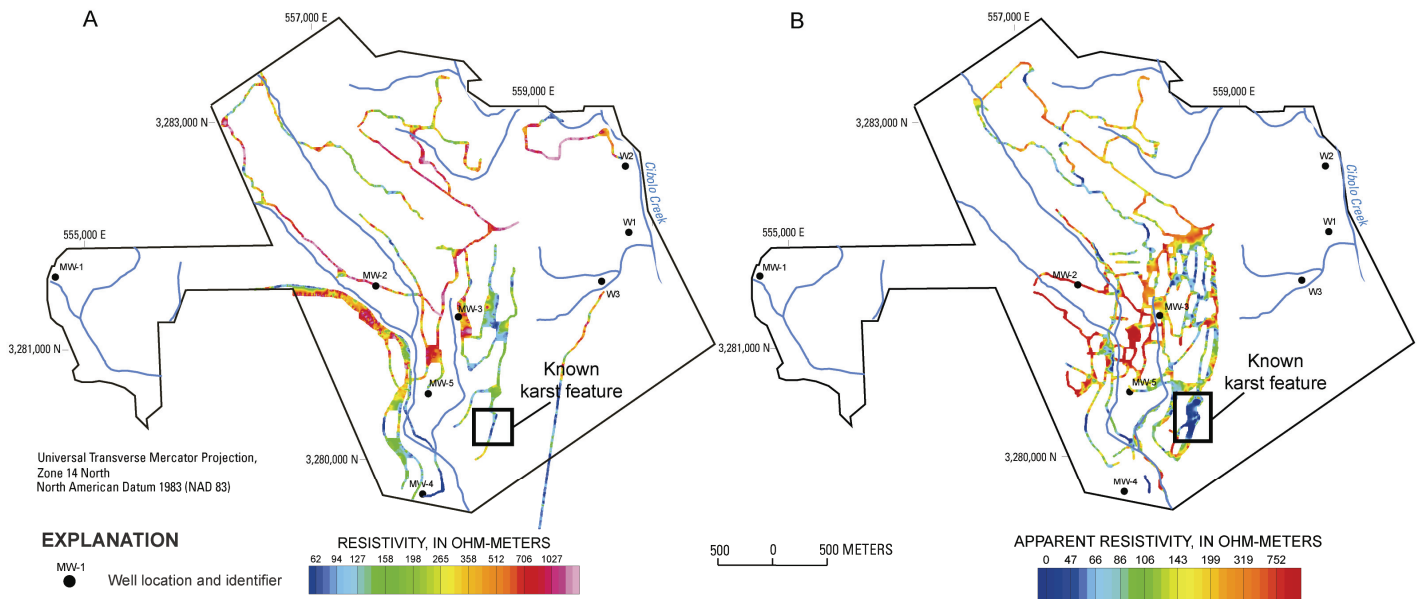 A
557,000 E
559,000 E
3,283,000 N
W2
Cibolo Creek
W1
555,000 E
MW-1
MW-2
W3
MW-3
3,281,000 N
Known
karst feature
MW-5
3,280,000 N
MW-4
Universal Transverse Mercator Projection,
Zone 14 North
North American Datum 1983 (NAD 83)
EXPLANATION
MW-1
Well location and identifier
RESISTIVITY, IN OHM-METERS
62 94 127 158 198 265 358 512 706 1027
500 0 500 METERS
B
557,000 E
559,000 E
3,283,000 N
W2
Cibolo Creek
W1
555,000 E
MW-1
MW-2
W3
MW-3
3,281,000 N
Known
karst feature
MW-5
3,280,000 N
MW-4
APPARENT RESISTIVITY, IN OHM-METERS
0 47 66 86 106 143 199 319 752